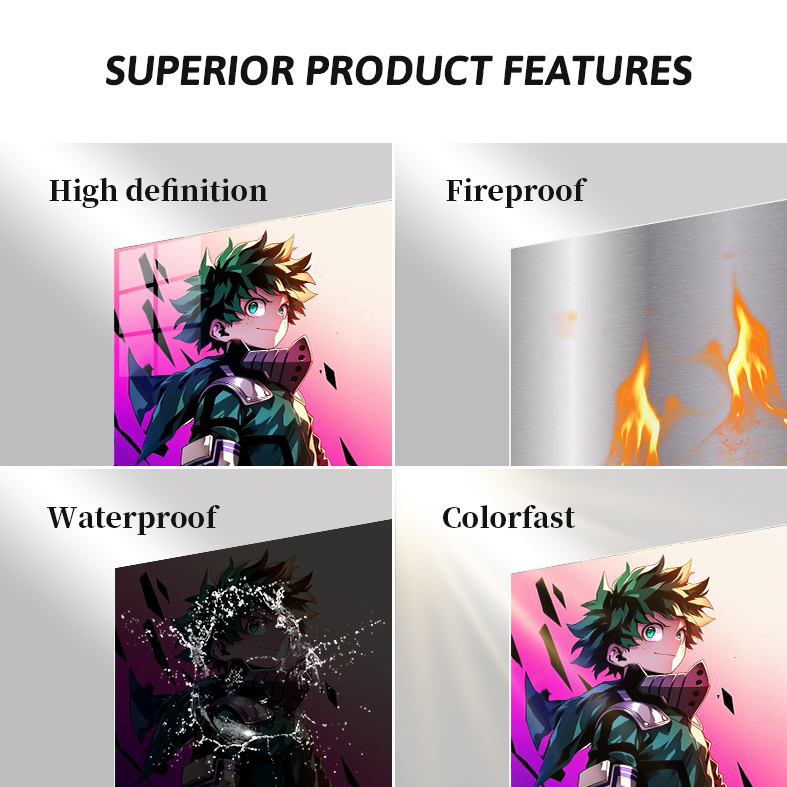 SUPERIOR PRODUCT FEATURES
High definition
Fireproof
Waterproof
Colorfast